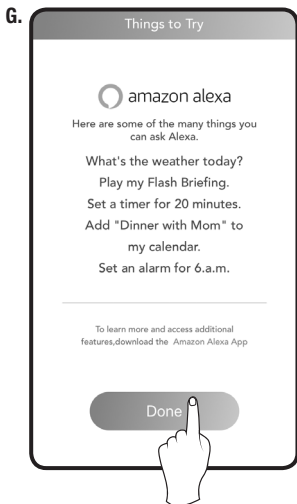 G.
Things to Try
amazon alexa
Here are some of the many things you
can ask Alexa.
What's the weather today?
Play my Flash Briefing.
Set a timer for 20 minutes.
Add "Dinner with Mom" to
my calendar.
Set an alarm for 6.a.m.
To learn more and access additional
features,download the Amazon Alexa App
Done